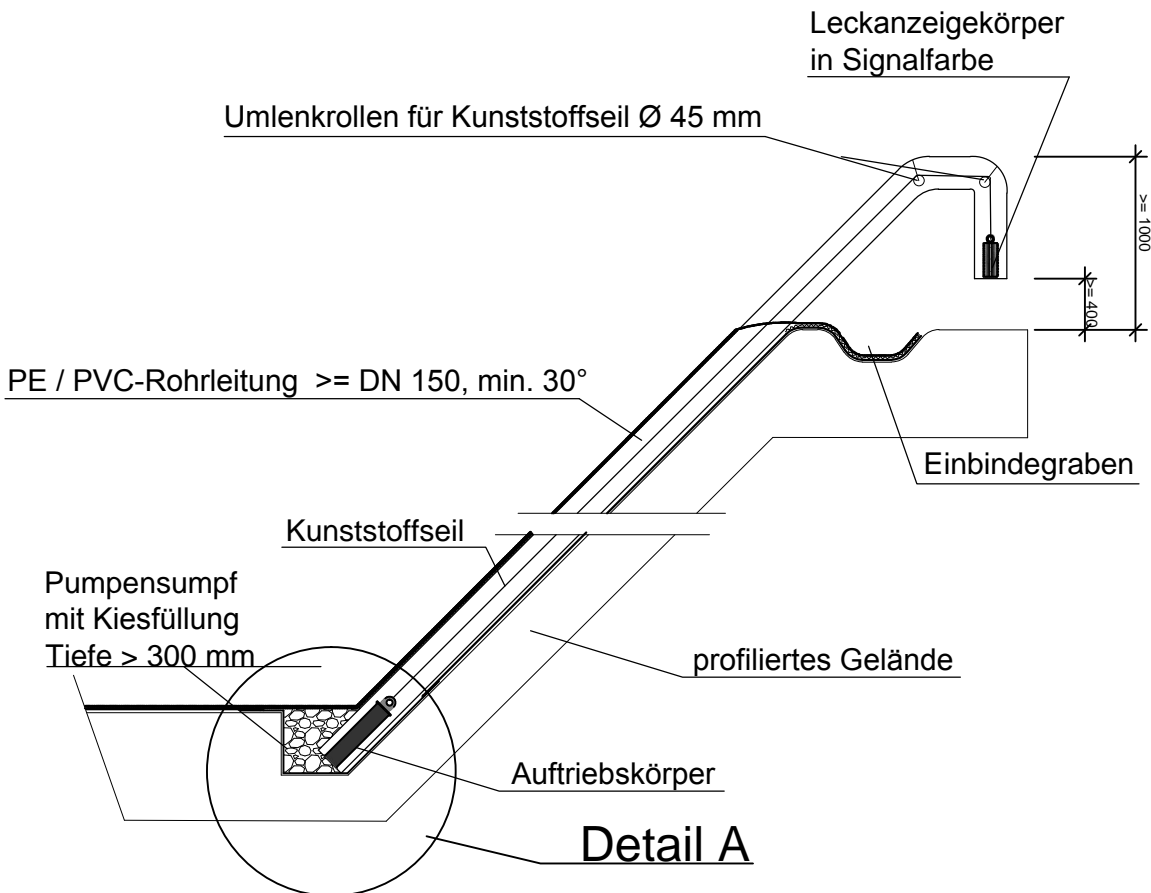 Leckanzeigekörper
in Signalfarbe
Umlenkrollen für Kunststoffseil Ø 45 mm
>= 1000
>= 400
PE / PVC-Rohrleitung >= DN 150, min. 30°
Einbindegraben
Kunststoffseil
Pumpensumpf
mit Kiesfüllung
Tiefe > 300 mm
profiliertes Gelände
Auftriebskörper
Detail A